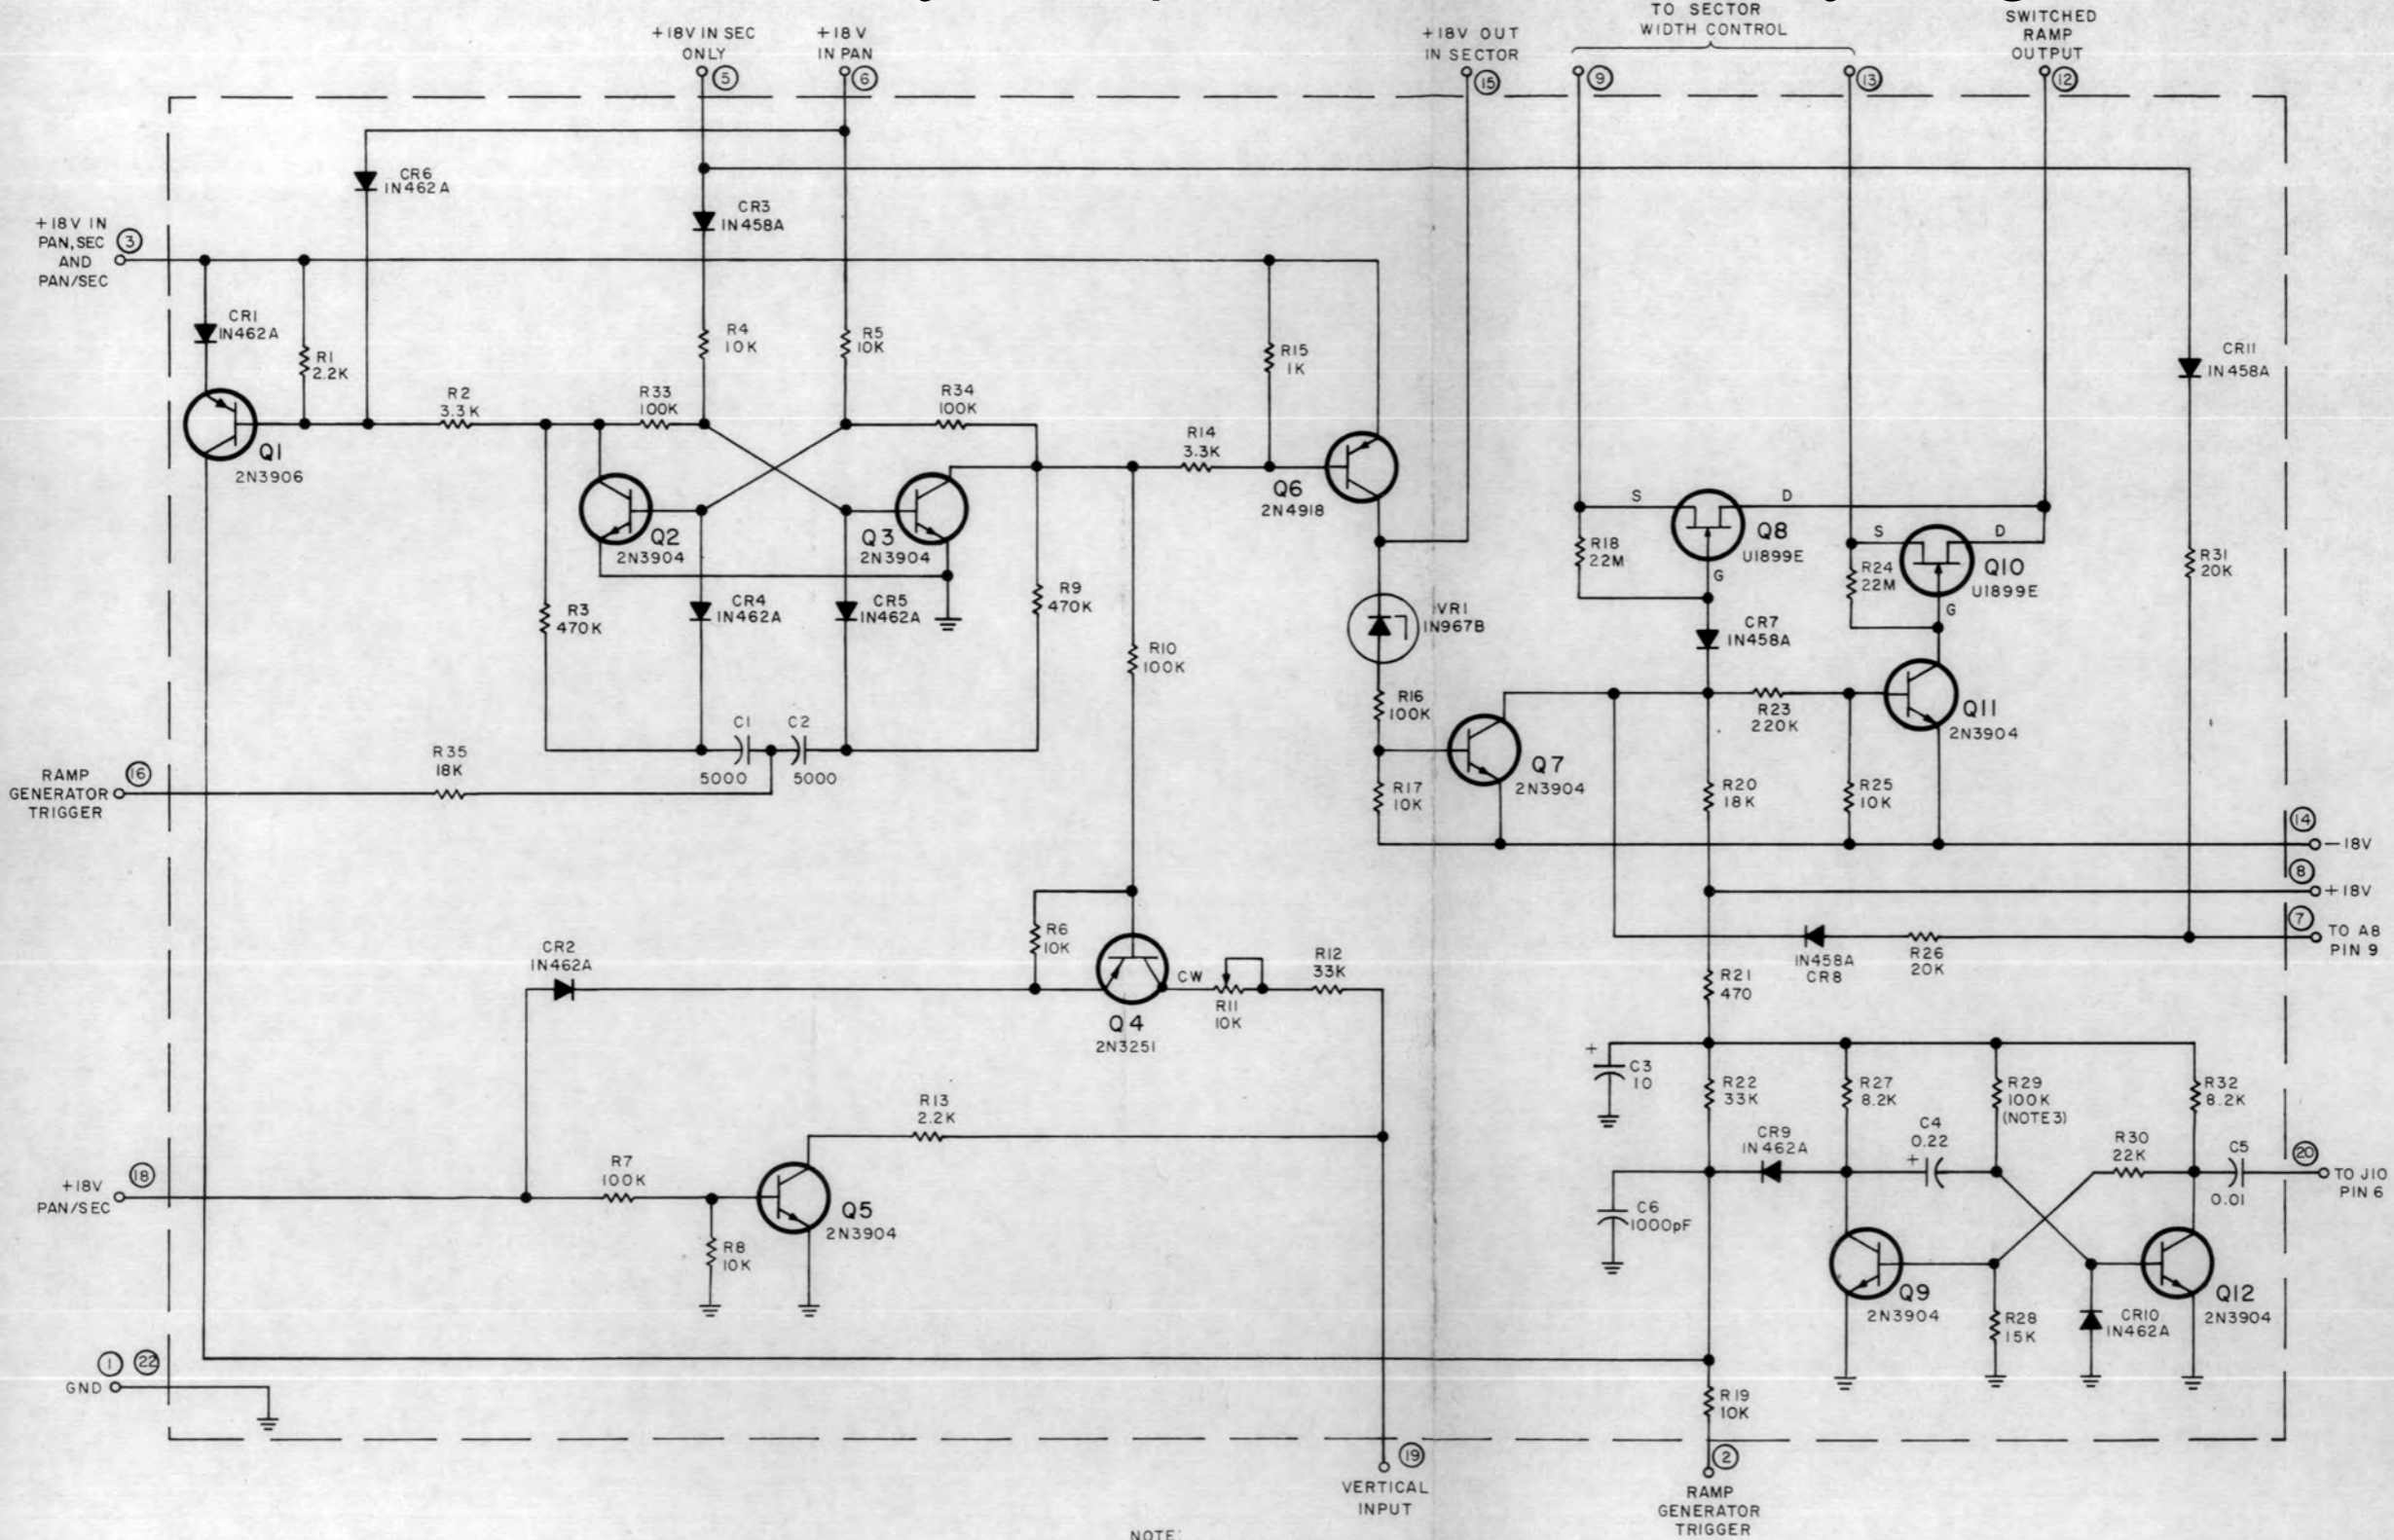 TO SECTOR
WIDTH CONTROL
SWITCHED
RAMP
OUTPUT
+18V IN SEC
ONLY
+18V
IN PAN
+18V OUT
IN SECTOR
5
6
15
9
13
12
CR6
IN462A
CR3
IN458A
+18V IN
PAN, SEC
AND
PAN/SEC
3
CR1
IN462A
R1
2.2K
R4
10K
R5
10K
R15
1K
CR11
IN458A
R2
3.3K
R33
100K
R34
100K
R14
3.3K
Q1
2N3906
Q2
2N3904
Q3
2N3904
Q6
2N4918
S
D
Q8
U1899E
R18
22M
G
S
D
Q10
U1899E
R24
22M
G
R31
20K
R3
470K
CR4
IN462A
CR5
IN462A
R9
470K
VR1
IN967B
CR7
IN458A
R10
100K
R16
100K
R23
220K
Q11
2N3904
C1
5000
C2
5000
R35
18K
RAMP
GENERATOR
TRIGGER
16
Q7
2N3904
R17
10K
R20
18K
R25
10K
14
-18V
8
+18V
7
TO A8
PIN 9
R6
10K
CR2
IN462A
Q4
2N3251
CW
R11
10K
R12
33K
IN458A
CR8
R26
20K
R21
470
C3
10
+
R22
33K
R27
8.2K
R29
100K
(NOTE3)
R32
8.2K
R13
2.2K
CR9
IN462A
C4
0.22
+
R30
22K
C5
0.01
20
TO J10
PIN 6
+18V
PAN/SEC
18
R7
100K
R8
10K
Q5
2N3904
C6
1000pF
Q9
2N3904
R28
15K
CR10
IN462A
Q12
2N3904
1
22
GND
R19
10K
19
VERTICAL
INPUT
2
RAMP
GENERATOR
TRIGGER
NOTE: